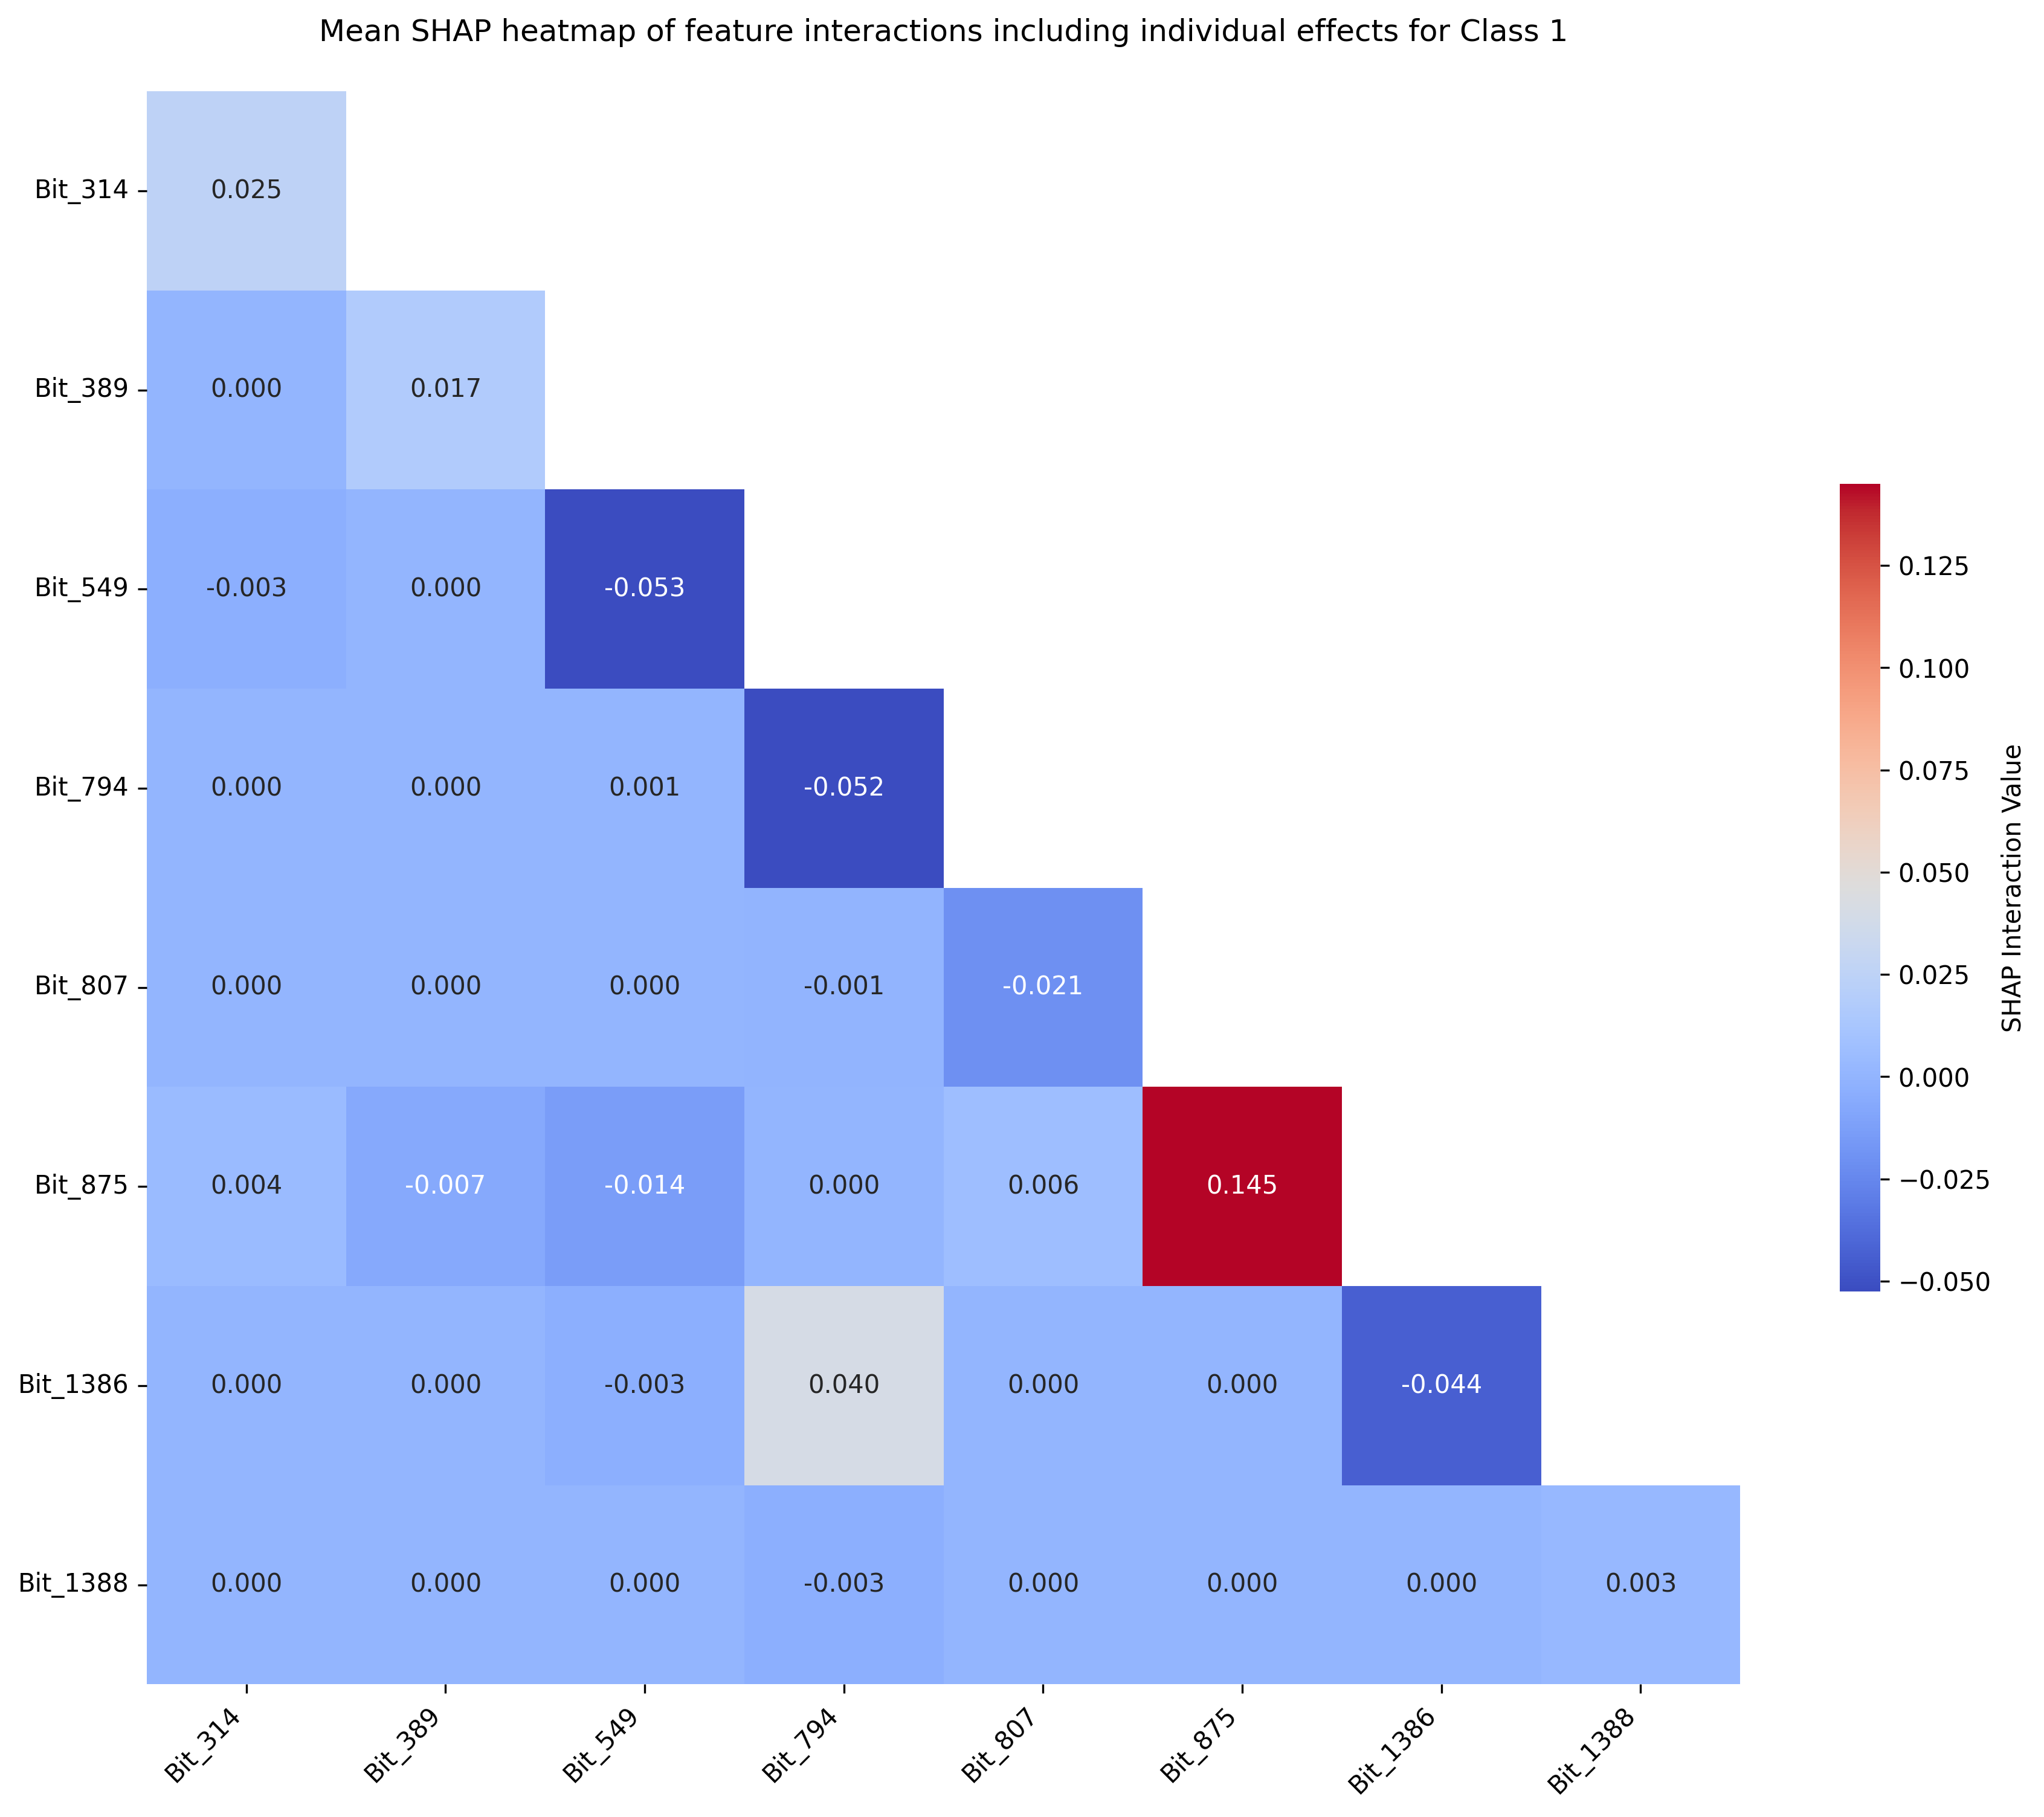 Mean SHAP heatmap of feature interactions including individual effects for Class 1
Bit_314 0.025
Bit_389 0.000 0.017
Bit_549 -0.003 0.000 -0.053
Bit_794 0.000 0.000 0.001 -0.052
Bit_807 0.000 0.000 0.000 -0.001 -0.021
Bit_875 0.004 -0.007 -0.014 0.000 0.006 0.145
Bit_1386 0.000 0.000 -0.003 0.040 0.000 0.000 -0.044
Bit_1388 0.000 0.000 0.000 -0.003 0.000 0.000 0.000 0.003
Bit_314 Bit_389 Bit_549 Bit_794 Bit_807 Bit_875 Bit_1386 Bit_1388
0.125
0.100
0.075
0.050
0.025
0.000
−0.025
−0.050
SHAP Interaction Value